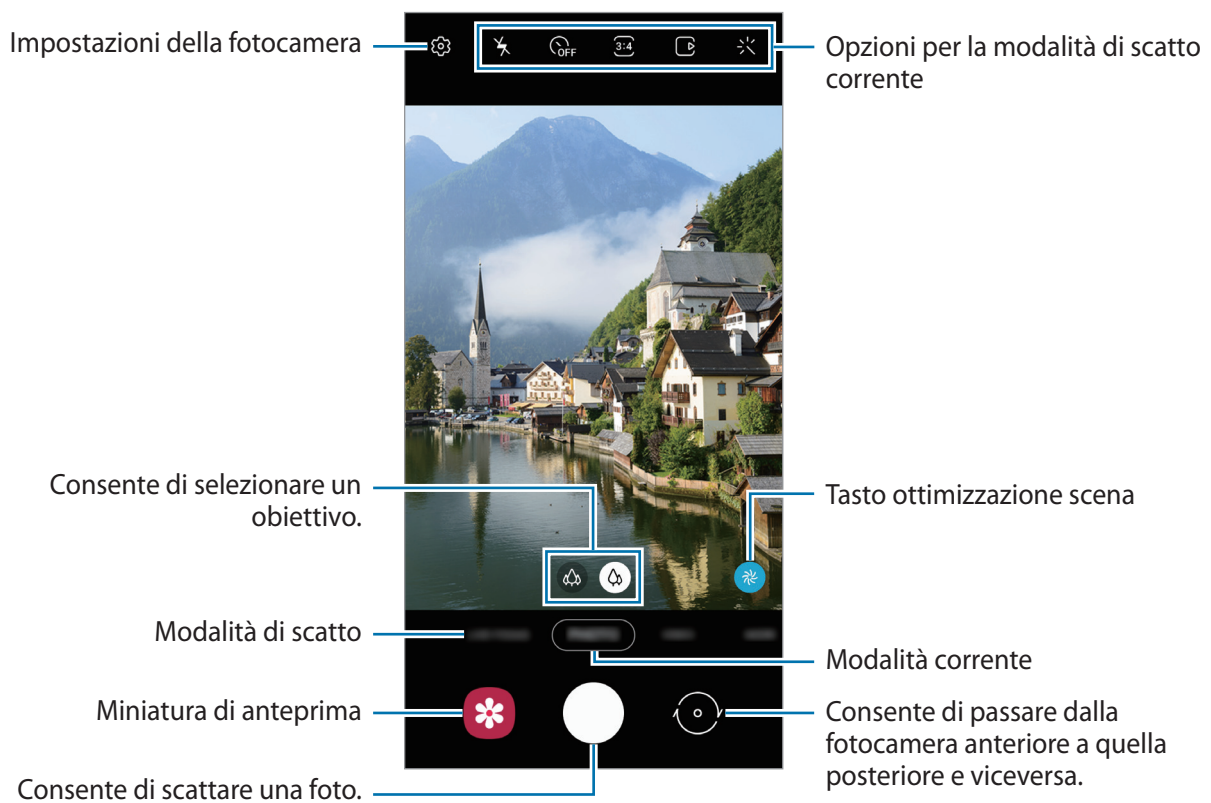 Impostazioni della fotocamera
OFF
3:4
Opzioni per la modalità di scatto
corrente
Consente di selezionare un
obiettivo.
Tasto ottimizzazione scena
Modalità di scatto
Modalità corrente
Miniatura di anteprima
Consente di passare dalla
fotocamera anteriore a quella
posteriore e viceversa.
Consente di scattare una foto.